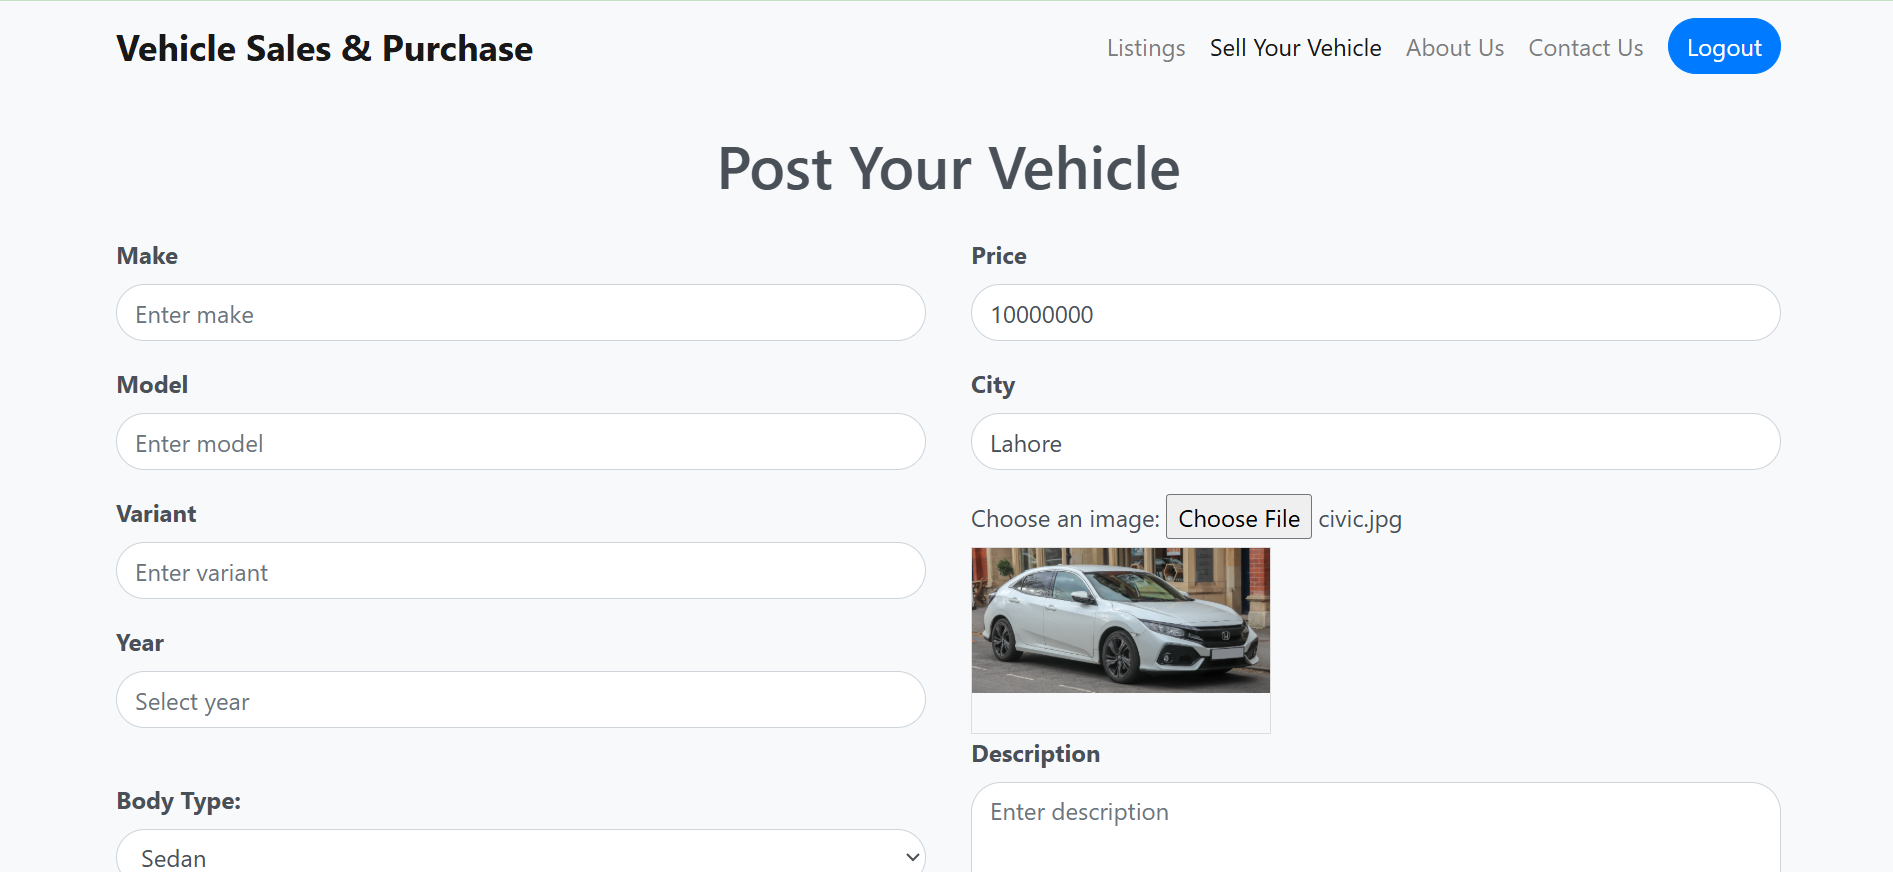 Vehicle Sales & Purchase
Listings Sell Your Vehicle About Us Contact Us Logout
Post Your Vehicle
Make
Enter make
Model
Enter model
Variant
Enter variant
Year
Select year
Body Type:
Sedan
Price
10000000
City
Lahore
Choose an image: Choose File civic.jpg
Description
Enter description